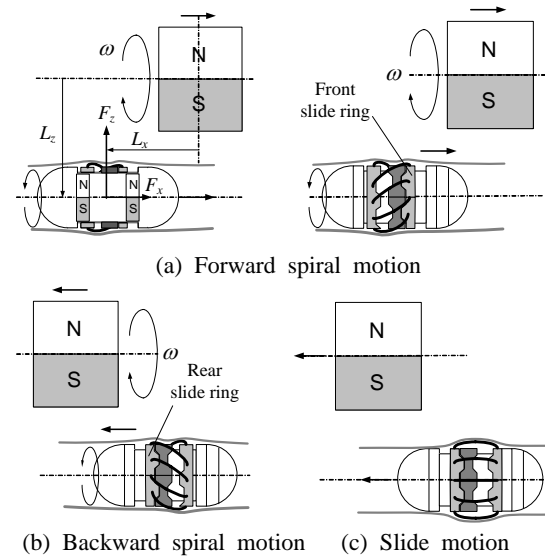 ω
N
S
F_z
L_z
L_x
N
N
F_x
S
S
Front
slide ring
ω
N
S
(a) Forward spiral motion
N
S
ω
Rear
slide ring
(b) Backward spiral motion
N
S
(c) Slide motion